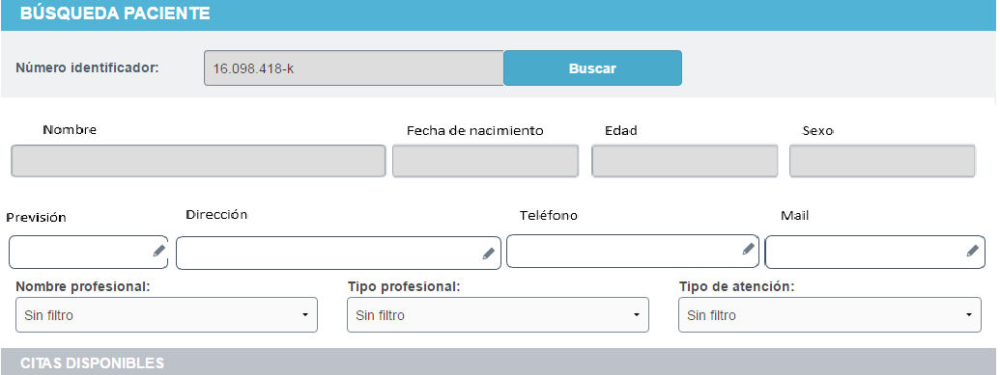 BÚSQUEDA PACIENTE
Número identificador: 16.098.418-k Buscar
Nombre Fecha de nacimiento Edad Sexo
Previsión Dirección Teléfono Mail
Nombre profesional: Tipo profesional: Tipo de atención:
Sin filtro Sin filtro Sin filtro
CITAS DISPONIBLES